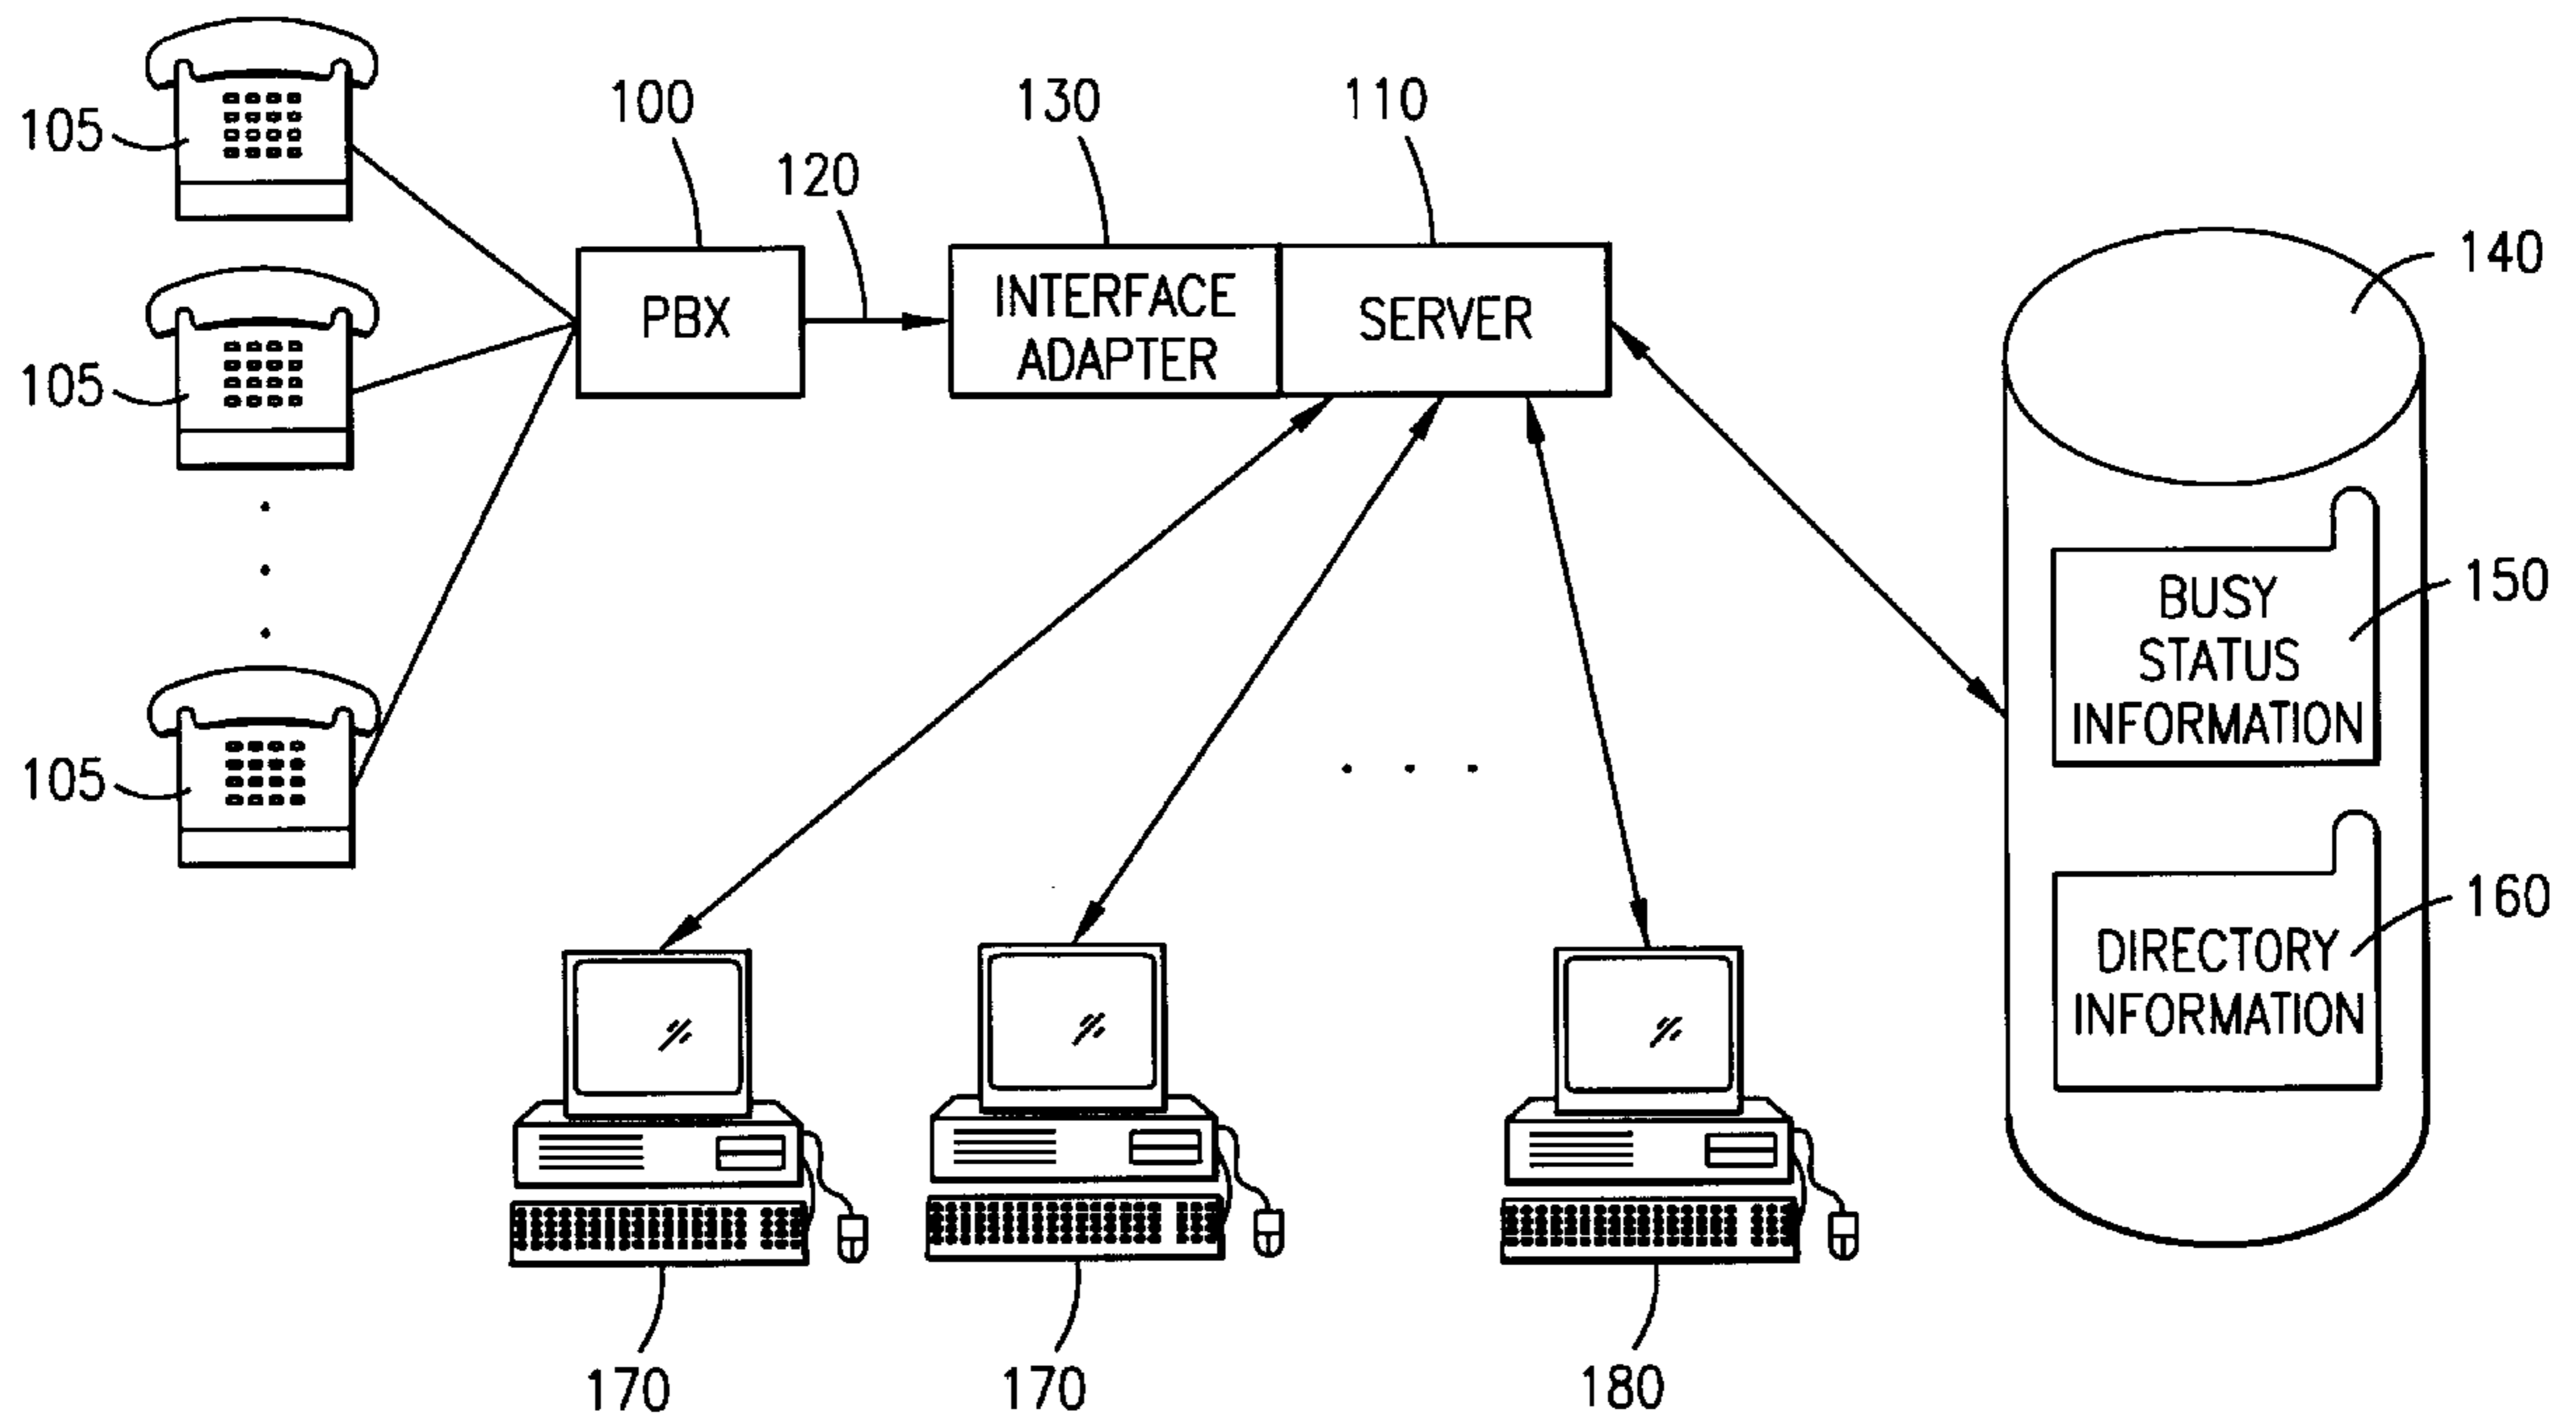 105
100
120
130
110
140
PBX
INTERFACE
ADAPTER
SERVER
105
150
BUSY
STATUS
INFORMATION
105
160
DIRECTORY
INFORMATION
170
170
180